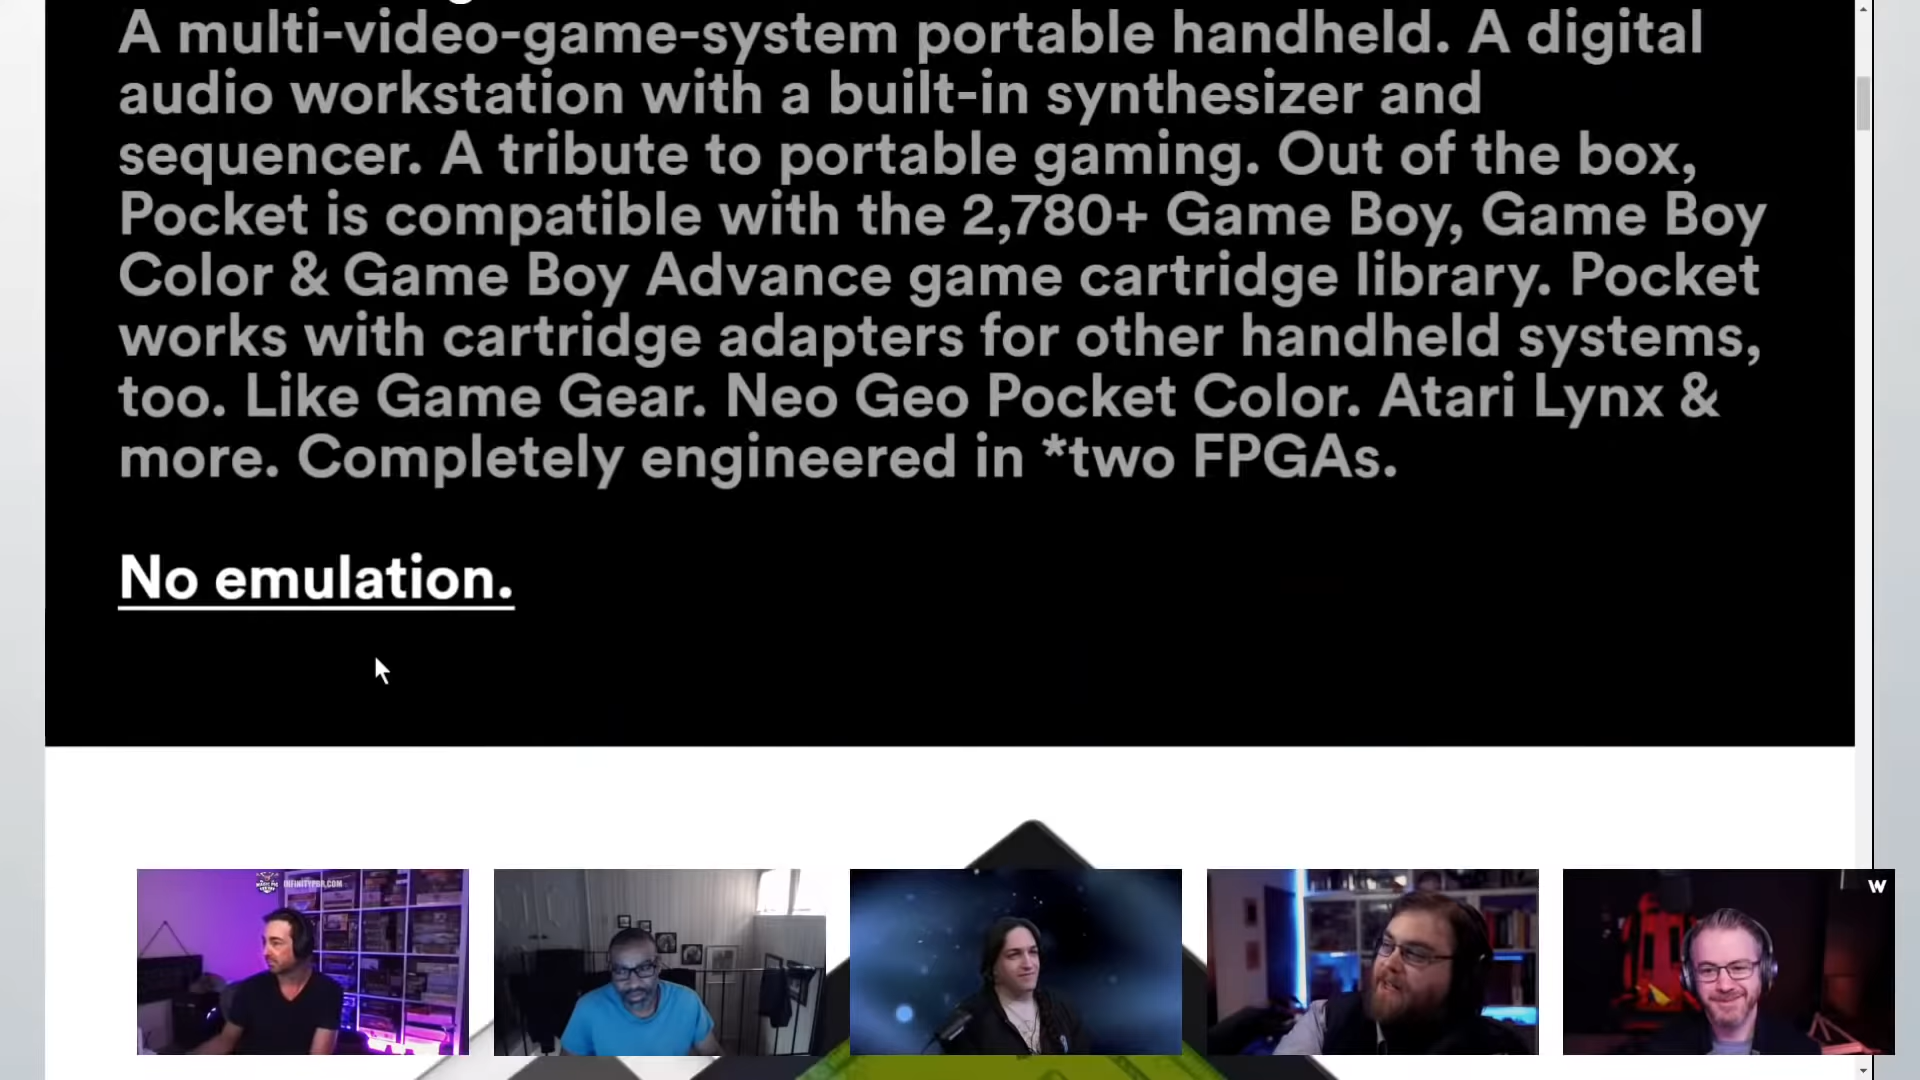 A multi-video-game-system portable handheld. A digital
audio workstation with a built-in synthesizer and
sequencer. A tribute to portable gaming. Out of the box,
Pocket is compatible with the 2,780+ Game Boy, Game Boy
Color & Game Boy Advance game cartridge library. Pocket
works with cartridge adapters for other handheld systems,
too. Like Game Gear. Neo Geo Pocket Color. Atari Lynx &
more. Completely engineered in *two FPGAs.
No emulation.
W